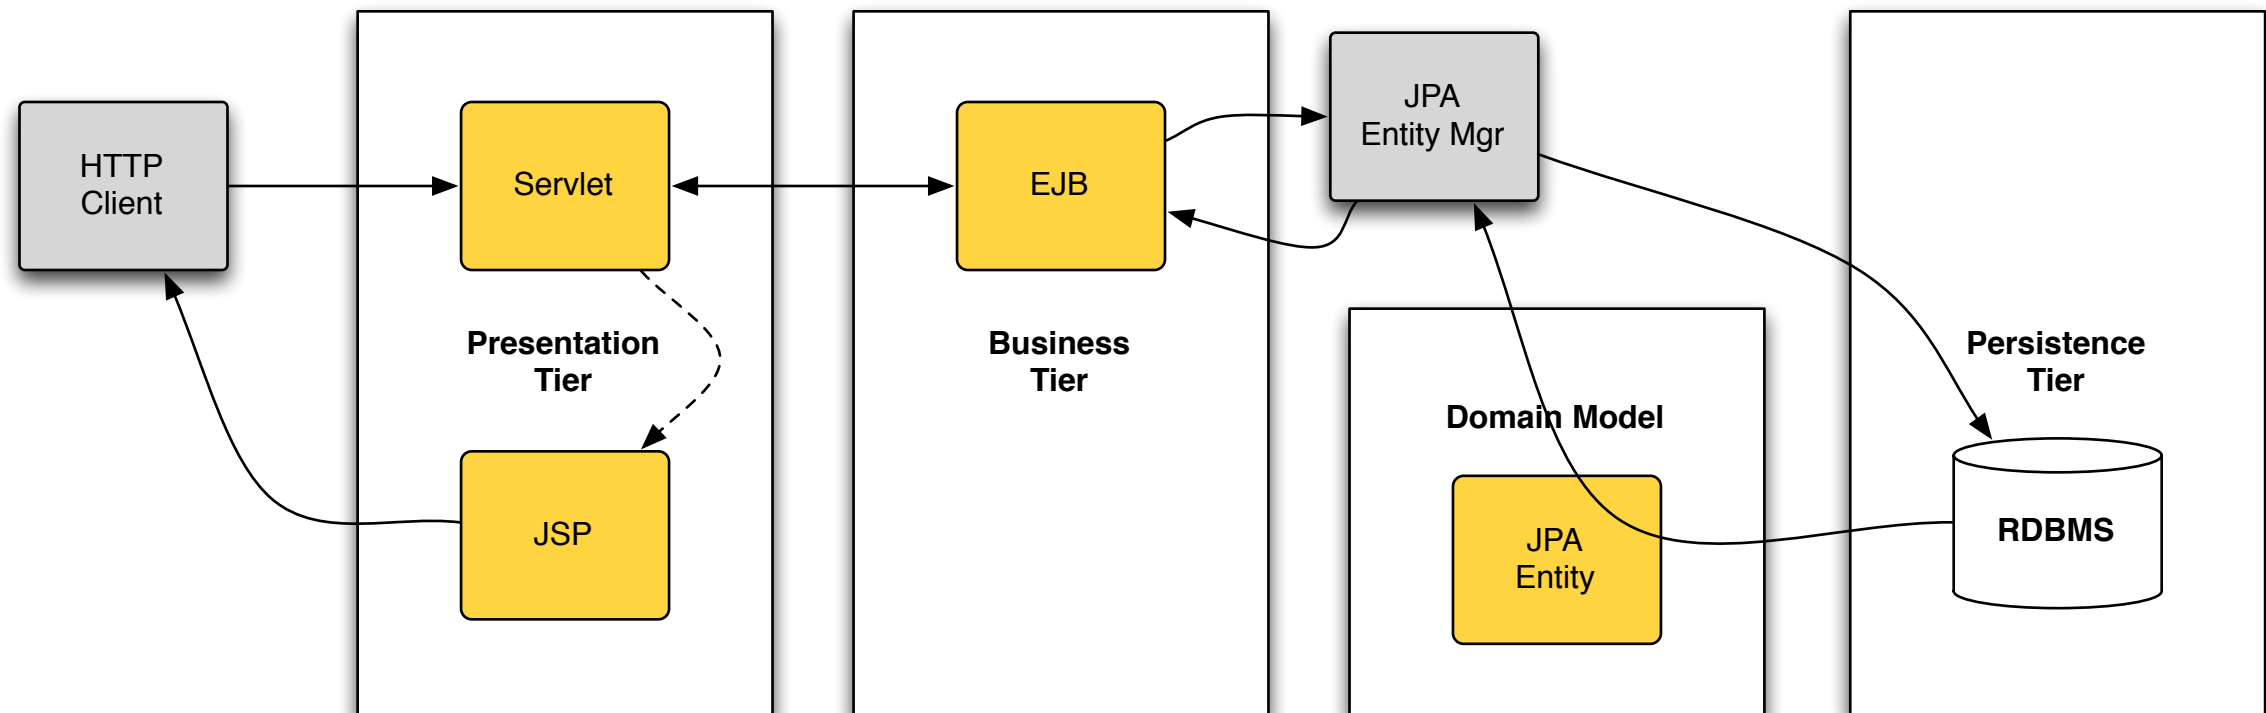 HTTP
Client
Servlet
Presentation
Tier
JSP
EJB
Business
Tier
JPA
Entity Mgr
Domain Model
JPA
Entity
Persistence
Tier
RDBMS